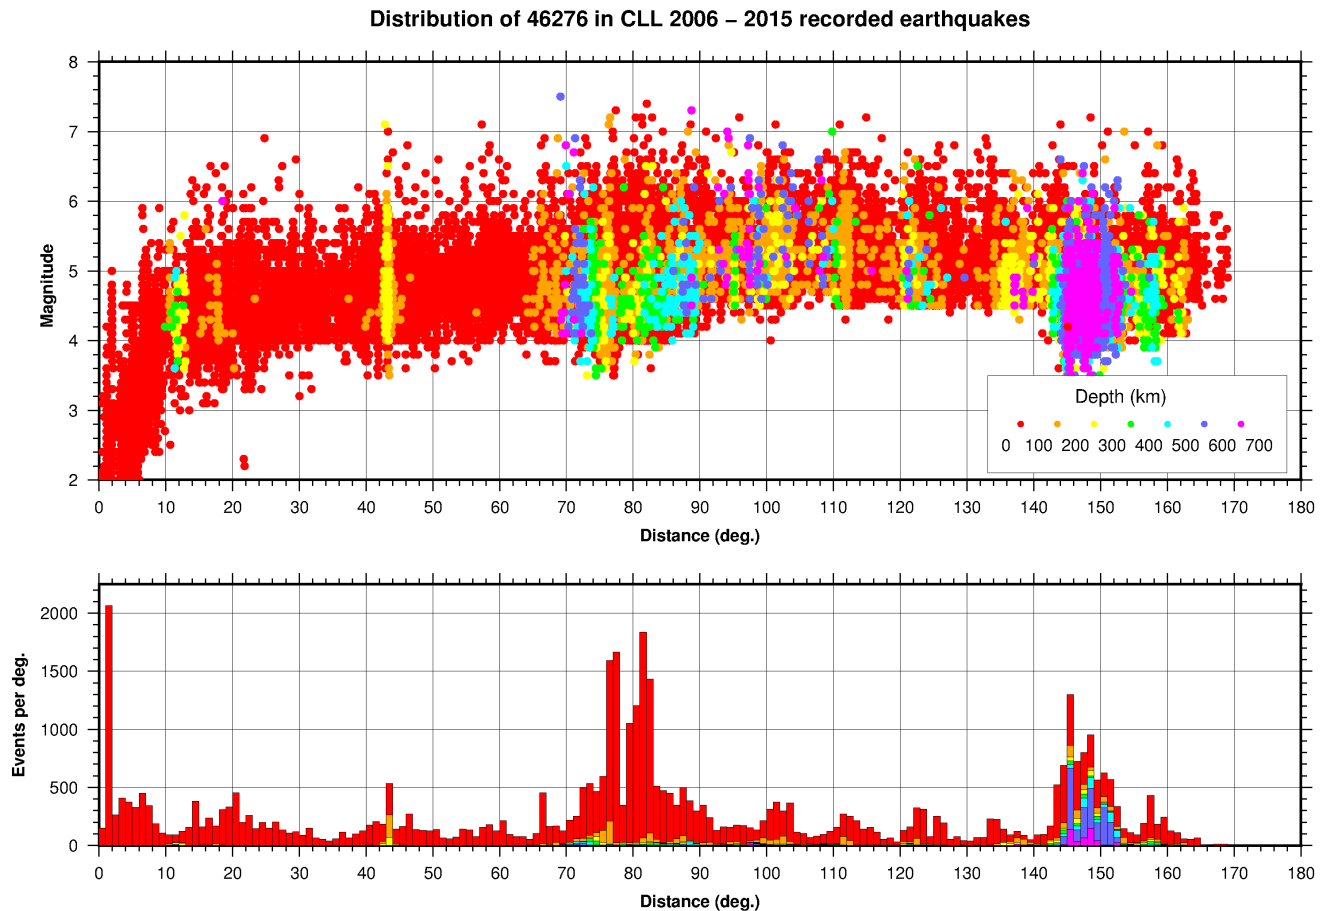 Distribution of 46276 in CLL 2006 − 2015 recorded earthquakes
8
7
6
5
4
3
2
Magnitude
Depth (km)
0 100 200 300 400 500 600 700
0 10 20 30 40 50 60 70 80 90 100 110 120 130 140 150 160 170 180
Distance (deg.)
2000
1500
1000
500
0
Events per deg.
0 10 20 30 40 50 60 70 80 90 100 110 120 130 140 150 160 170 180
Distance (deg.)